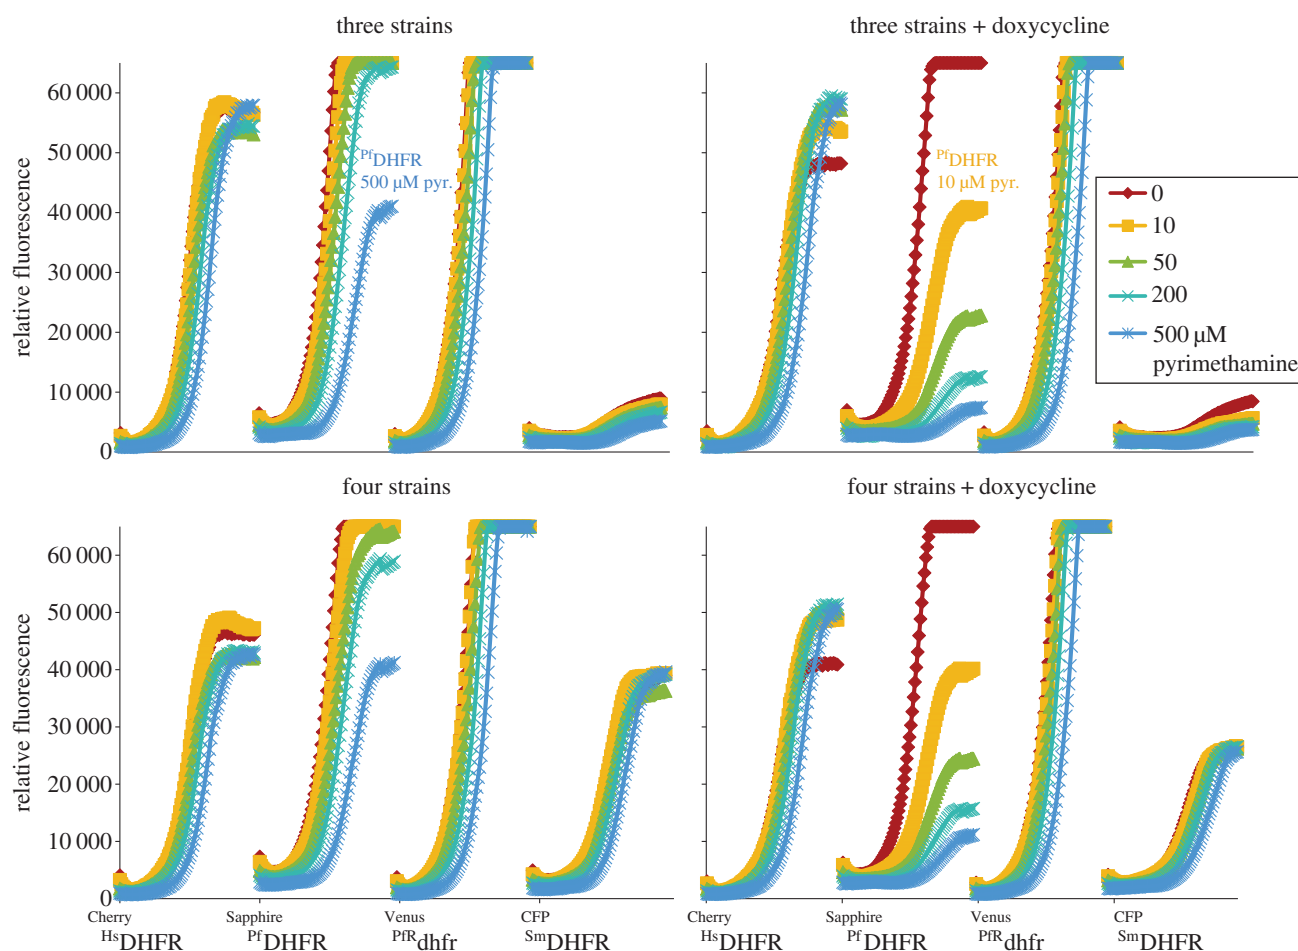 three strains
three strains + doxycycline
relative fluorescence
60 000
50 000
40 000
30 000
20 000
10 000
0
PfDHFR
500 µM pyr.
PfDHFR
10 µM pyr.
0
10
50
200
500 µM
pyrimethamine
four strains
four strains + doxycycline
relative fluorescence
60 000
50 000
40 000
30 000
20 000
10 000
0
Cherry
HsDHFR
Sapphire
PfDHFR
Venus
PfRdhfr
CFP
SmDHFR
Cherry
HsDHFR
Sapphire
PfDHFR
Venus
PfRdhfr
CFP
SmDHFR